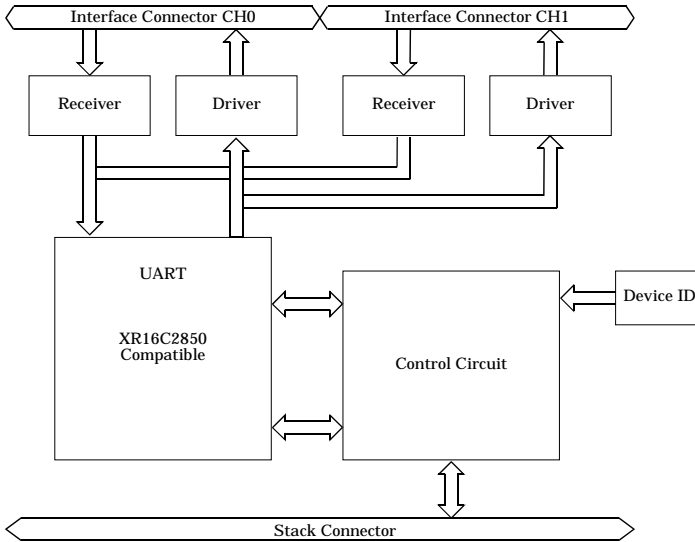 Interface Connector CH0
Interface Connector CH1
Receiver
Driver
Receiver
Driver
UART
XR16C2850
Compatible
Control Circuit
Device ID
Stack Connector